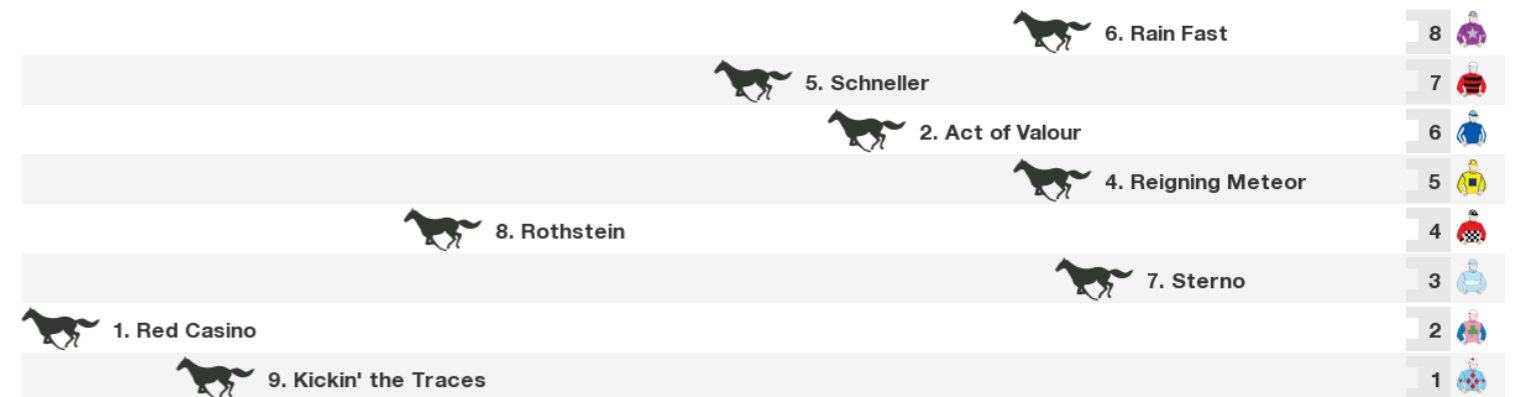 6. Rain Fast 8
5. Schneller 7
2. Act of Valour 6
4. Reigning Meteor 5
8. Rothstein 4
7. Sterno 3
1. Red Casino 2
9. Kickin' the Traces 1